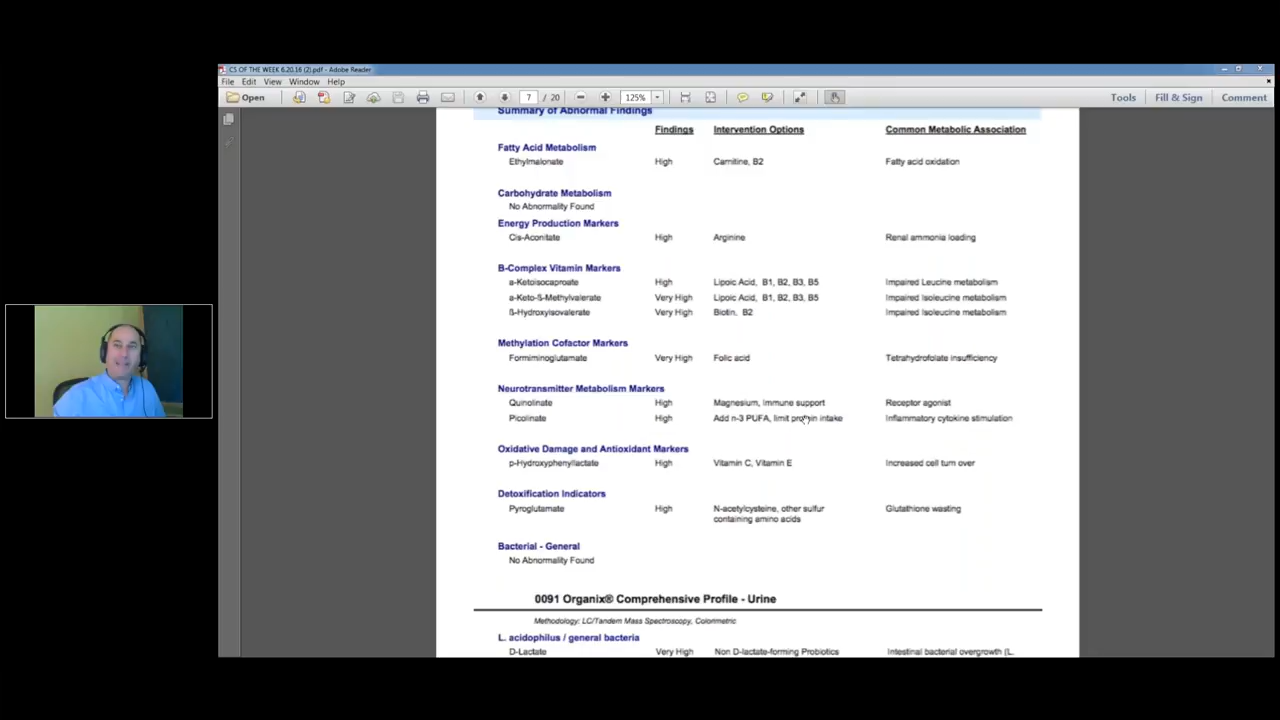 CS OF THE WEEK 6.20.16 (2).pdf - Adobe Reader
File Edit View Window Help
Open 7 / 20 125% Tools Fill & Sign Comment
Summary of Abnormal Findings
Findings Intervention Options Common Metabolic Association
Fatty Acid Metabolism
Ethylmalonate High Carnitine, B2 Fatty acid oxidation
Carbohydrate Metabolism
No Abnormality Found
Energy Production Markers
Cis-Aconitate High Arginine Renal ammonia loading
B-Complex Vitamin Markers
a-Ketoisocaproate High Lipoic Acid, B1, B2, B3, B5 Impaired Leucine metabolism
a-Keto-ß-Methylvalerate Very High Lipoic Acid, B1, B2, B3, B5 Impaired Isoleucine metabolism
ß-Hydroxyisovalerate Very High Biotin, B2 Impaired Isoleucine metabolism
Methylation Cofactor Markers
Formiminoglutamate Very High Folic acid Tetrahydrofolate insufficiency
Neurotransmitter Metabolism Markers
Quinolinate High Magnesium, Immune support Receptor agonist
Picolinate High Add n-3 PUFA, limit protein intake Inflammatory cytokine stimulation
Oxidative Damage and Antioxidant Markers
p-Hydroxyphenyllactate High Vitamin C, Vitamin E Increased cell turn over
Detoxification Indicators
Pyroglutamate High N-acetylcysteine, other sulfur Glutathione wasting
containing amino acids
Bacterial - General
No Abnormality Found
0091 Organix® Comprehensive Profile - Urine
Methodology: LC/Tandem Mass Spectroscopy, Colorimetric
L. acidophilus / general bacteria
D-Lactate Very High Non D-lactate-forming Probiotics Intestinal bacterial overgrowth (L.